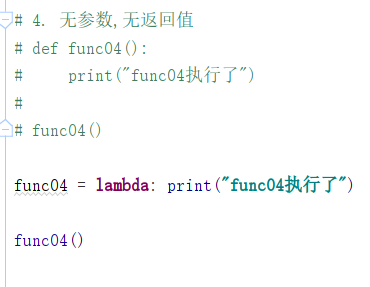 # 4. 无参数,无返回值
# def func04():
#     print("func04执行了")
#
# func04()
func04 = lambda: print("func04执行了")
func04()